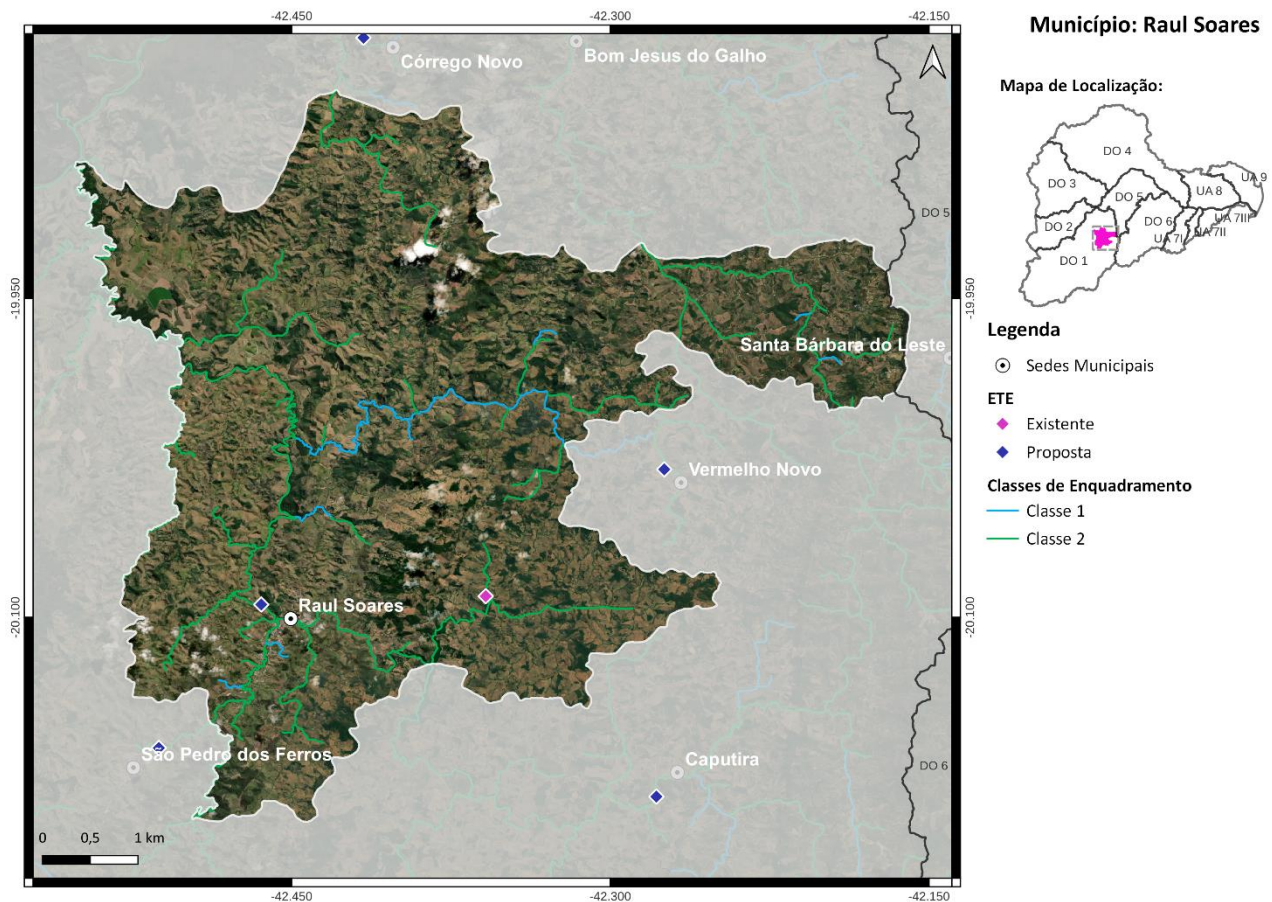 Município: Raul Soares
-42.450
-42.300
-42.150
Córrego Novo
Bom Jesus do Galho
Mapa de Localização:
DO 4
DO 3
DO 5
UA 9
UA 8
DO 2
DO 6
UA 7III
UA 7II
UA 7I
DO 1
DO 5
-19.950
-19.950
Santa Bárbara do Leste
Legenda
Sedes Municipais
ETE
Existente
Proposta
Classes de Enquadramento
Classe 1
Classe 2
Vermelho Novo
Raul Soares
-20.100
-20.100
São Pedro dos Ferros
Caputira
DO 6
0 0,5 1 km
-42.450
-42.300
-42.150